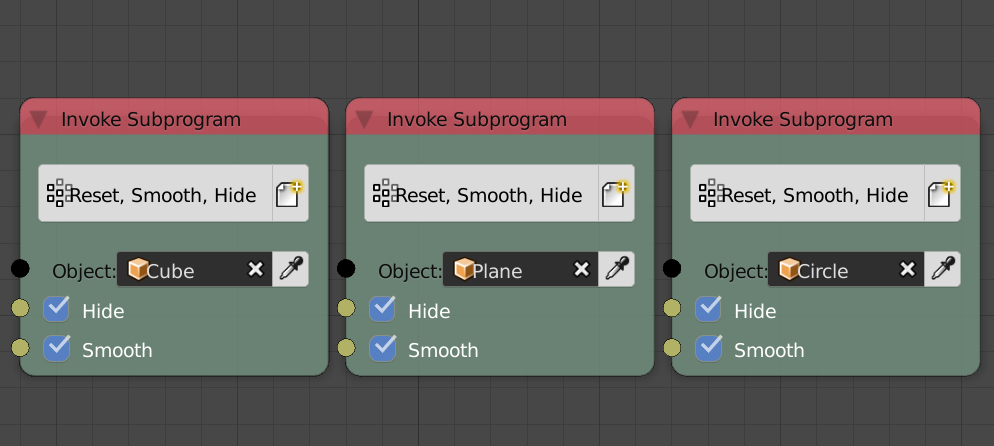 Invoke Subprogram
Reset, Smooth, Hide
Object: Cube
Hide
Smooth
Invoke Subprogram
Reset, Smooth, Hide
Object: Plane
Hide
Smooth
Invoke Subprogram
Reset, Smooth, Hide
Object: Circle
Hide
Smooth